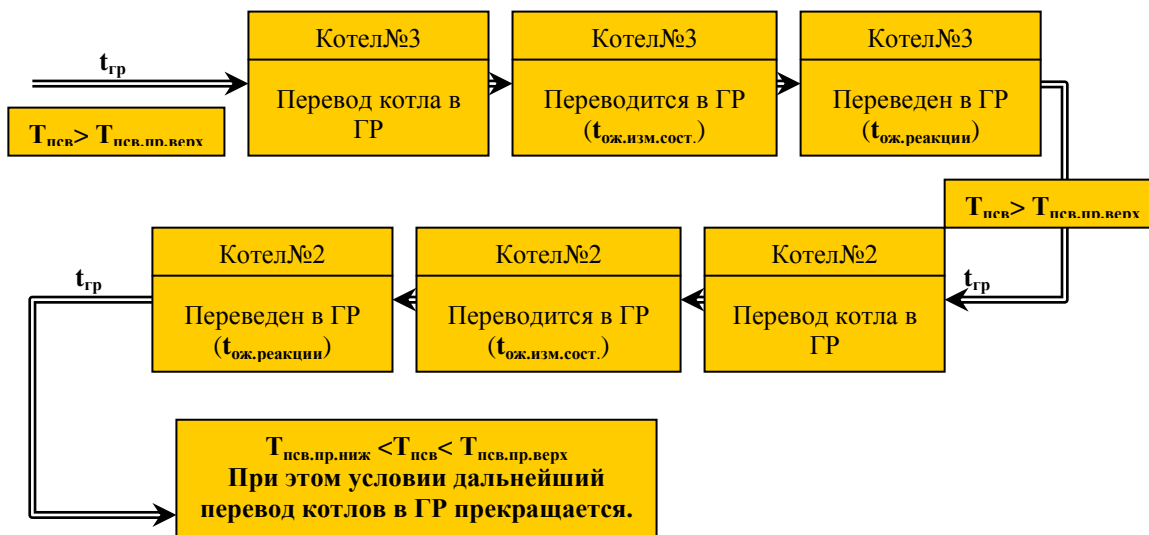 tгр
Tпсв> Tпсв.пр.верх
Котел№3
Перевод котла в
ГР
Котел№3
Переводится в ГР
(tож.изм.сост.)
Котел№3
Переведен в ГР
(tож.реакции)
Tпсв> Tпсв.пр.верх
tгр
Котел№2
Перевод котла в
ГР
Котел№2
Переводится в ГР
(tож.изм.сост.)
Котел№2
Переведен в ГР
(tож.реакции)
tгр
Tпсв.пр.ниж <Tпсв< Tпсв.пр.верх
При этом условии дальнейший
перевод котлов в ГР прекращается.